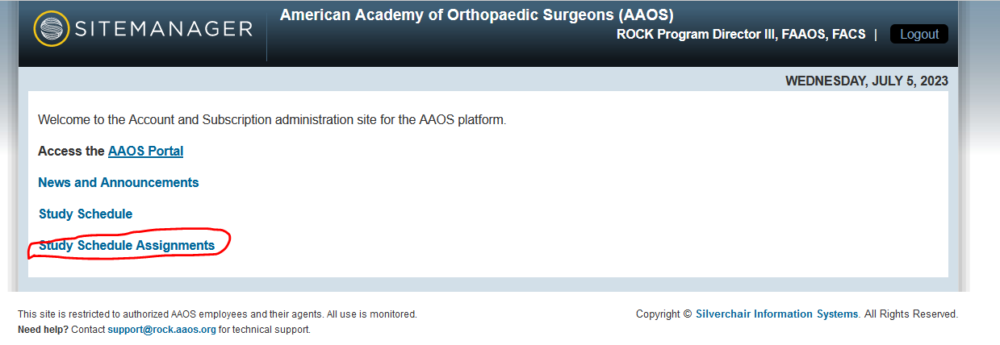 SITEMANAGER
American Academy of Orthopaedic Surgeons (AAOS)
ROCK Program Director III, FAAOS, FACS | Logout
WEDNESDAY, JULY 5, 2023
Welcome to the Account and Subscription administration site for the AAOS platform.
Access the AAOS Portal
News and Announcements
Study Schedule
Study Schedule Assignments
This site is restricted to authorized AAOS employees and their agents. All use is monitored.
Need help? Contact support@rock.aaos.org for technical support.
Copyright © Silverchair Information Systems. All Rights Reserved.